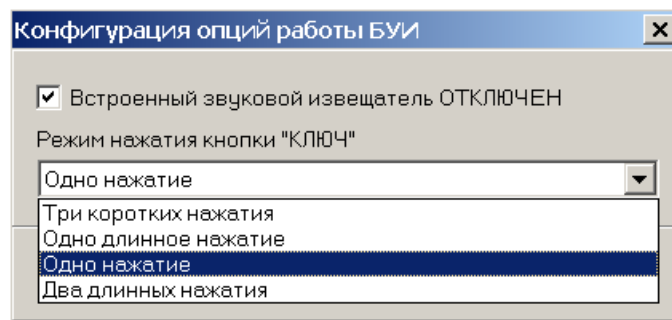 Конфигурация опций работы БУИ
Встроенный звуковой извещатель ОТКЛЮЧЕН
Режим нажатия кнопки "КЛЮЧ"
Одно нажатие
Три коротких нажатия
Одно длинное нажатие
Одно нажатие
Два длинных нажатия